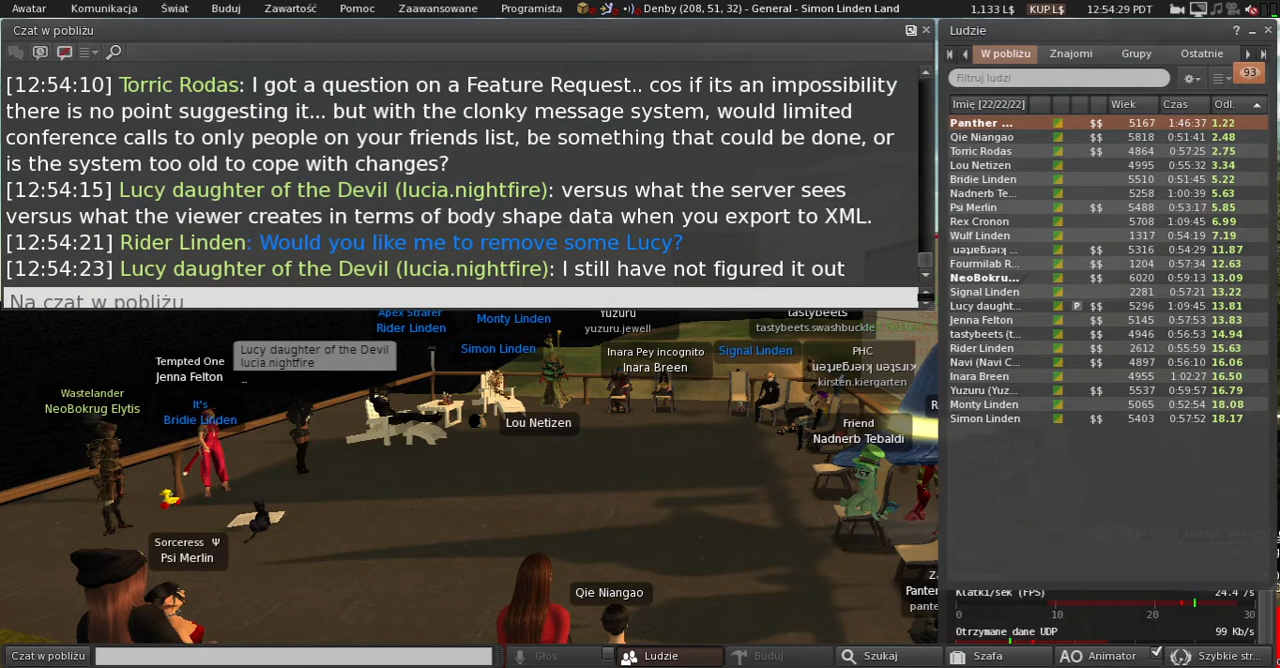 Awatar Komunikacja Świat Buduj Zawartość Pomoc Zaawansowane Programista Denby (208, 51, 32) - General - Simon Linden Land 1,133 L$ KUP L$ 12:54:29 PDT
Czat w pobliżu
[12:54:10] Torric Rodas: I got a question on a Feature Request.. cos if its an impossibility
there is no point suggesting it... but with the clonky message system, would limited
conference calls to only people on your friends list, be something that could be done, or
is the system too old to cope with changes?
[12:54:15] Lucy daughter of the Devil (lucia.nightfire): versus what the server sees
versus what the viewer creates in terms of body shape data when you export to XML.
[12:54:21] Rider Linden: Would you like me to remove some Lucy?
[12:54:23] Lucy daughter of the Devil (lucia.nightfire): I still have not figured it out
Na czat w pobliżu
Ludzie
W pobliżu Znajomi Grupy Ostatnie
Filtruj ludzi 93
Imię [22/22/22] Wiek Czas Odl.
Panther ... $$ 5167 1:46:37 1.22
Qie Niangao $$ 5818 0:51:41 2.48
Torric Rodas $$ 4864 0:57:25 2.75
Lou Netizen 4995 0:55:32 3.34
Bridie Linden 5510 0:51:45 5.22
Nadnerb Te... 5258 1:00:39 5.63
Psi Merlin $$ 5488 0:53:17 5.85
Rex Cronon 5708 1:09:45 6.99
Wulf Linden 1317 0:54:19 7.19
$$ 5316 0:54:29 11.87
Fourmilab R... $$ 1204 0:57:34 12.63
NeoBokru... $$ 6020 0:59:13 13.09
Signal Linden 2281 0:57:21 13.22
Lucy daught... P $$ 5296 1:09:45 13.81
Jenna Felton $$ 5145 0:57:53 13.83
tastybeets (t... $$ 4946 0:56:53 14.94
Rider Linden $$ 2612 0:55:59 15.63
Navi (Navi C... $$ 4897 0:56:10 16.06
Inara Breen 4955 1:02:27 16.50
Yuzuru (Yuz... $$ 5537 0:59:57 16.79
Monty Linden 5065 0:52:54 18.08
Simon Linden $$ 5403 0:57:52 18.17
Apex Strafer
Rider Linden
Monty Linden
Yuzuru
yuzuru.jewell
tastybeets
tastybeets.swashbuckle
Simon Linden
Inara Pey incognito
Inara Breen
Signal Linden
PHC
kirsten.kiergarten
Tempted One
Jenna Felton
Lucy daughter of the Devil
lucia.nightfire
..
Wastelander
NeoBokrug Elytis
It's
Bridie Linden
Lou Netizen
Friend
Nadnerb Tebaldi
Sorceress Ψ
Psi Merlin
Qie Niangao
Panter
pante
Klatki/sek (FPS) 24.4 /s
0 10 20 30
Otrzymane dane UDP 99 Kb/s
Czat w pobliżu Głos Ludzie Buduj Szukaj Szafa AO Animator Szybkie str...